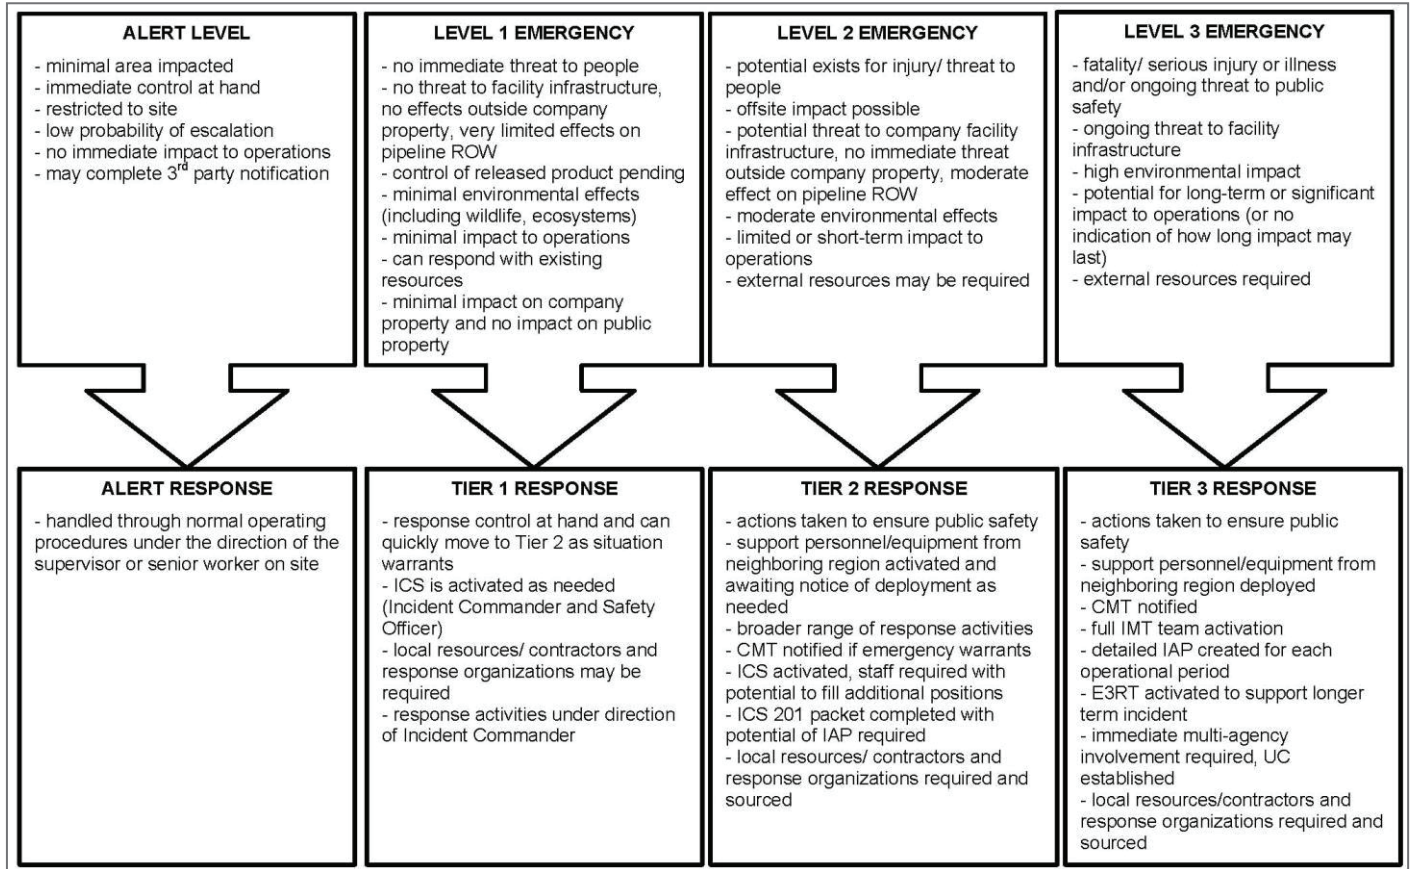 ALERT LEVEL
- minimal area impacted
- immediate control at hand
- restricted to site
- low probability of escalation
- no immediate impact to operations
- may complete 3rd party notification
LEVEL 1 EMERGENCY
- no immediate threat to people
- no threat to facility infrastructure,
no effects outside company
property, very limited effects on
pipeline ROW
- control of released product pending
- minimal environmental effects
(including wildlife, ecosystems)
- minimal impact to operations
- can respond with existing
resources
- minimal impact on company
property and no impact on public
property
LEVEL 2 EMERGENCY
- potential exists for injury/ threat to
people
- offsite impact possible
- potential threat to company facility
infrastructure, no immediate threat
outside company property, moderate
effect on pipeline ROW
- moderate environmental effects
- limited or short-term impact to
operations
- external resources may be required
LEVEL 3 EMERGENCY
- fatality/ serious injury or illness
and/or ongoing threat to public
safety
- ongoing threat to facility
infrastructure
- high environmental impact
- potential for long-term or significant
impact to operations (or no
indication of how long impact may
last)
- external resources required
ALERT RESPONSE
- handled through normal operating
procedures under the direction of the
supervisor or senior worker on site
TIER 1 RESPONSE
- response control at hand and can
quickly move to Tier 2 as situation
warrants
- ICS is activated as needed
(Incident Commander and Safety
Officer)
- local resources/ contractors and
response organizations may be
required
- response activities under direction
of Incident Commander
TIER 2 RESPONSE
- actions taken to ensure public safety
- support personnel/equipment from
neighboring region activated and
awaiting notice of deployment as
needed
- broader range of response activities
- CMT notified if emergency warrants
- ICS activated, staff required with
potential to fill additional positions
- ICS 201 packet completed with
potential of IAP required
- local resources/ contractors and
response organizations required and
sourced
TIER 3 RESPONSE
- actions taken to ensure public
safety
- support personnel/equipment from
neighboring region deployed
- CMT notified
- full IMT team activation
- detailed IAP created for each
operational period
- E3RT activated to support longer
term incident
- immediate multi-agency
involvement required, UC
established
- local resources/contractors and
response organizations required and
sourced